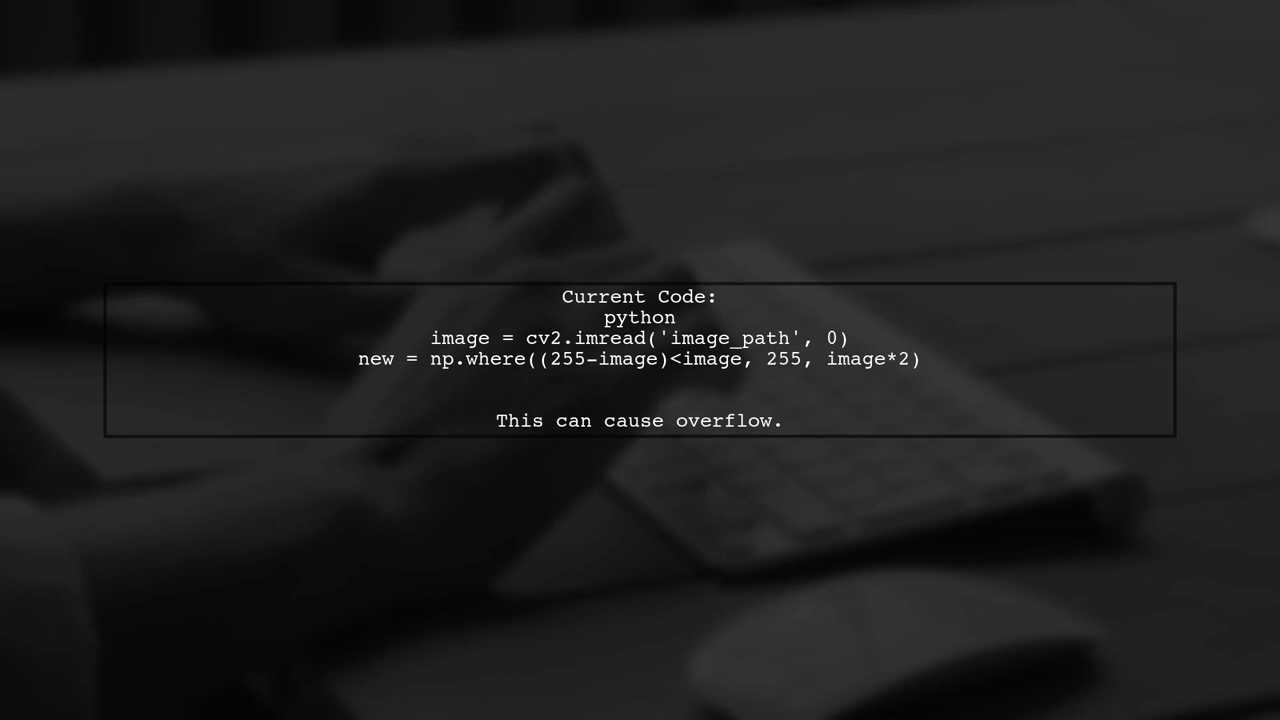 Current Code:
python
image = cv2.imread('image_path', 0)
new = np.where((255-image)<image, 255, image*2)
This can cause overflow.